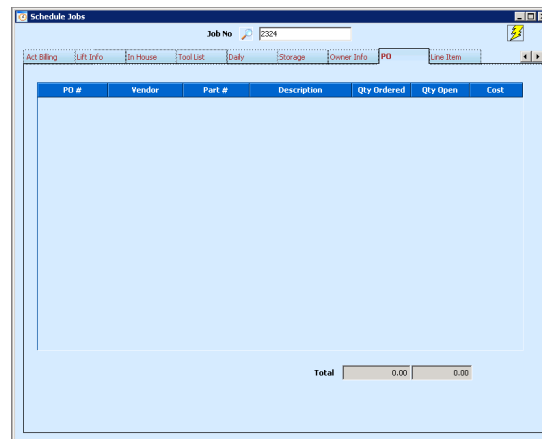 Schedule Jobs
Job No 2324
Act Billing Lift Info In House Tool List Daily Storage Owner Info PO Line Item
PO # Vendor Part # Description Qty Ordered Qty Open Cost
Total 0.00 0.00